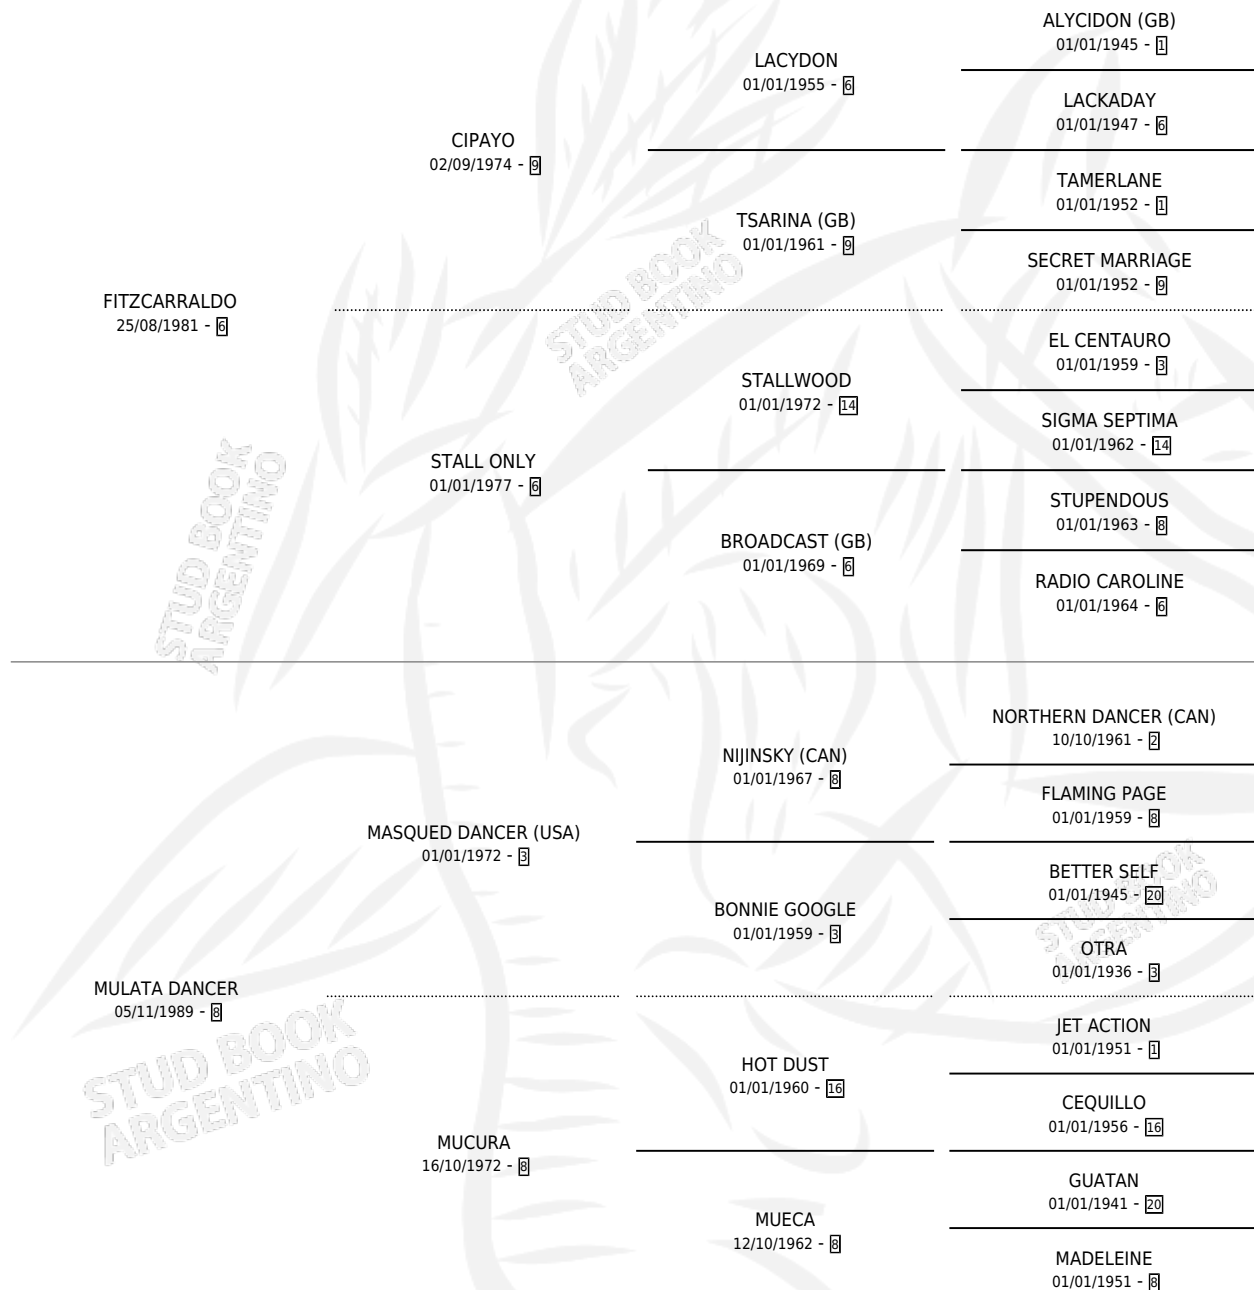 ALYCIDON (GB)
01/01/1945 - 1
LACYDON
01/01/1955 - 6
LACKADAY
01/01/1947 - 6
CIPAYO
02/09/1974 - 9
TAMERLANE
01/01/1952 - 1
TSARINA (GB)
01/01/1961 - 9
SECRET MARRIAGE
01/01/1952 - 9
FITZCARRALDO
25/08/1981 - 6
STUD BOOK
ARGENTINO
EL CENTAURO
01/01/1959 - 3
STALLWOOD
01/01/1972 - 14
SIGMA SEPTIMA
01/01/1962 - 14
STALL ONLY
01/01/1977 - 6
STUPENDOUS
01/01/1963 - 8
BROADCAST (GB)
01/01/1969 - 6
RADIO CAROLINE
01/01/1964 - 6
STUD BOOK
ARGENTINO
NORTHERN DANCER (CAN)
10/10/1961 - 2
NIJINSKY (CAN)
01/01/1967 - 8
FLAMING PAGE
01/01/1959 - 8
MASQUED DANCER (USA)
01/01/1972 - 3
BETTER SELF
01/01/1945 - 20
BONNIE GOOGLE
01/01/1959 - 3
STUD BOOK
ARGENTINO
OTRA
01/01/1936 - 3
MULATA DANCER
05/11/1989 - 8
JET ACTION
01/01/1951 - 1
HOT DUST
01/01/1960 - 16
STUD BOOK
ARGENTINO
CEQUILLO
01/01/1956 - 16
MUCURA
16/10/1972 - 8
GUATAN
01/01/1941 - 20
MUECA
12/10/1962 - 8
MADELEINE
01/01/1951 - 8